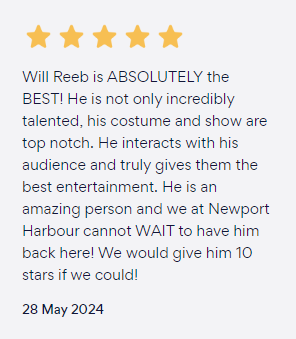 Will Reeb is ABSOLUTELY the
BEST! He is not only incredibly
talented, his costume and show are
top notch. He interacts with his
audience and truly gives them the
best entertainment. He is an
amazing person and we at Newport
Harbour cannot WAIT to have him
back here! We would give him 10
stars if we could!
28 May 2024